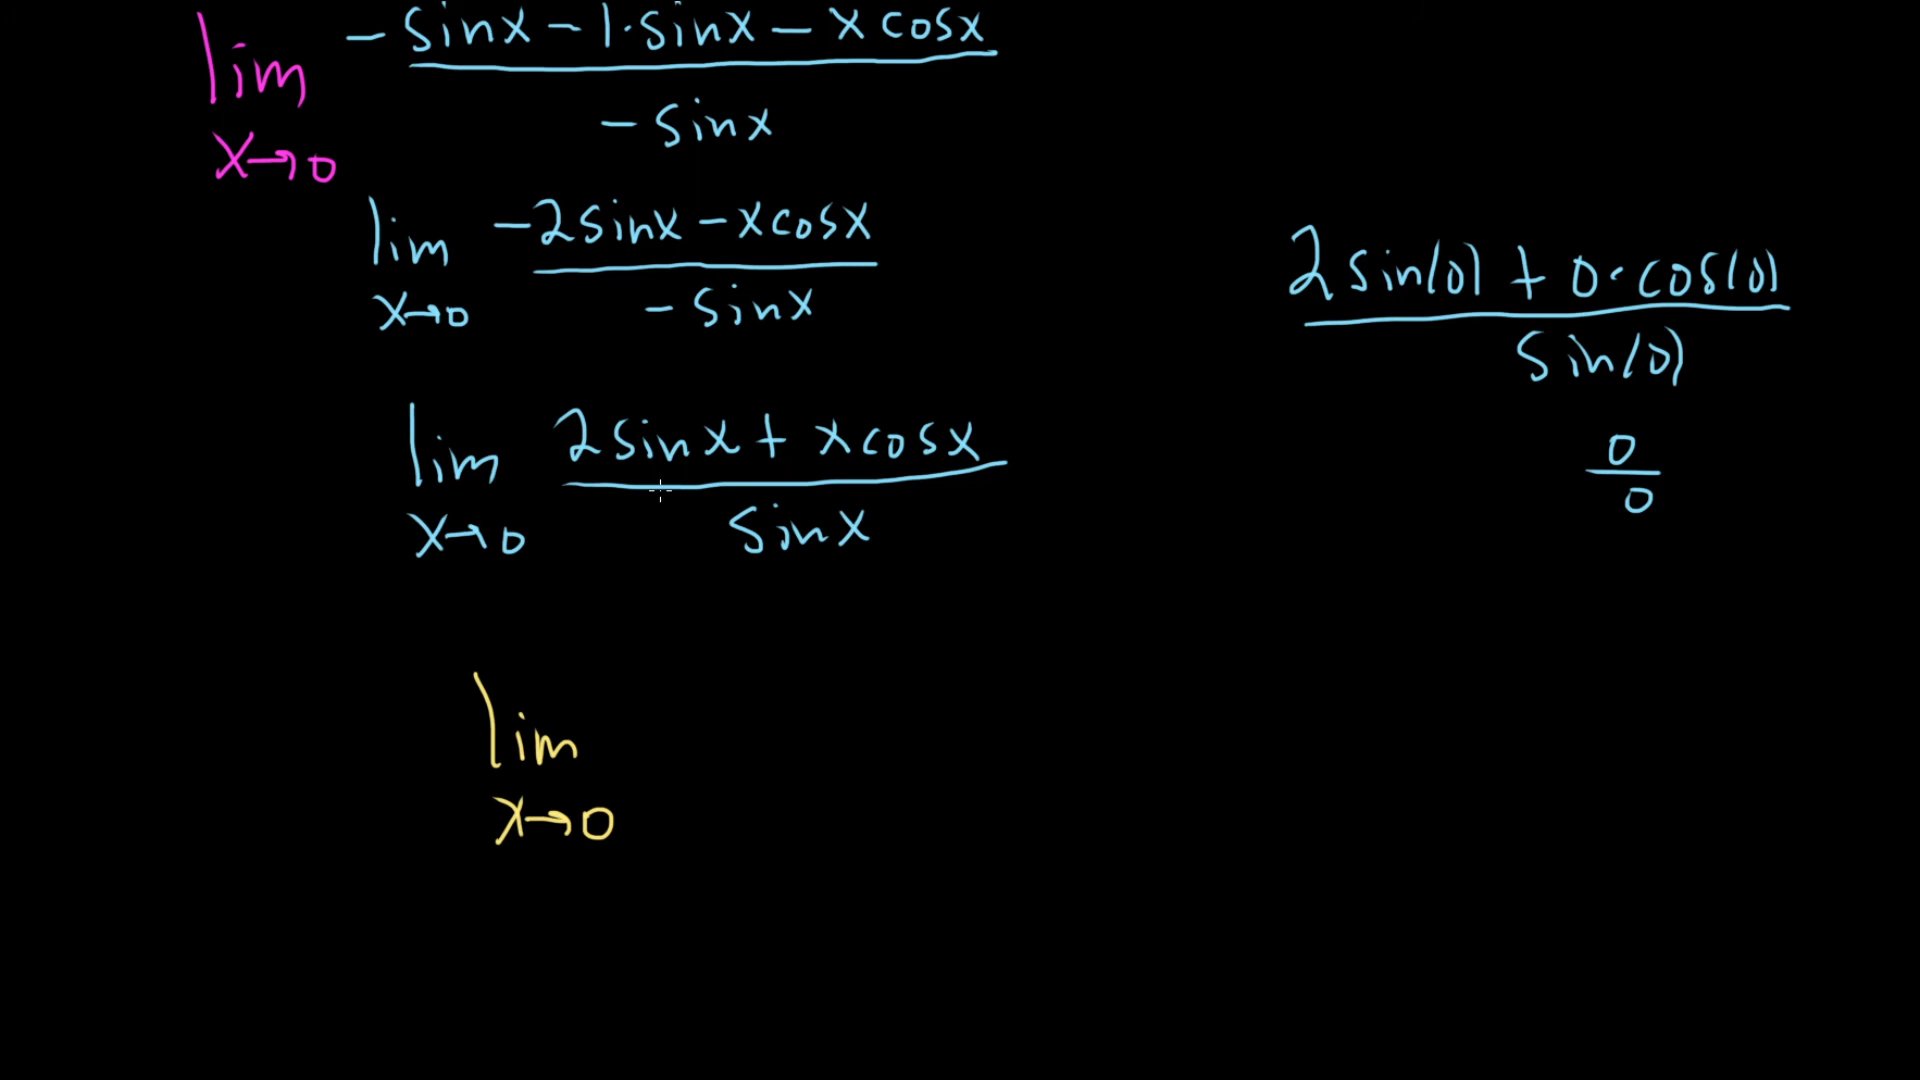 lim x→0 (-sinx - 1·sinx - x cosx) / (-sinx)
lim x→0 (-2sinx - xcosx) / (-sinx)
lim x→0 (2sinx + xcosx) / (sinx)
lim x→0
(2sin(0) + 0·cos(0)) / (sin(0))
0/0